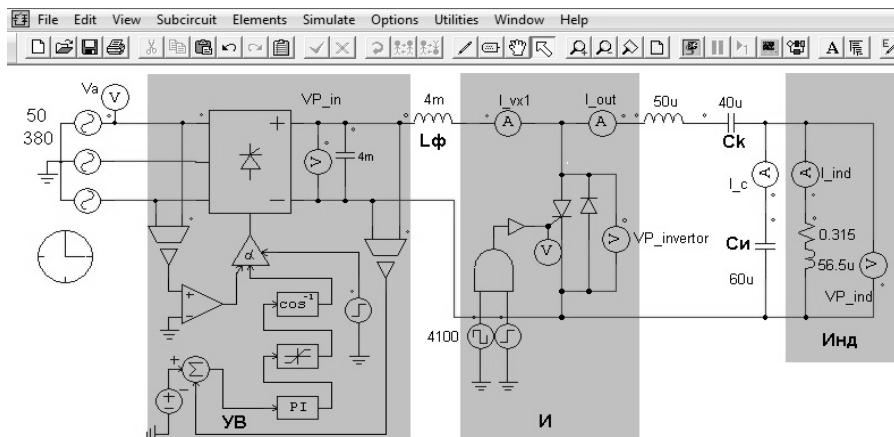 File Edit View Subcircuit Elements Simulate Options Utilities Window Help
A
Va
V
50
380
VP_in
4m
Lф
I_vx1
I_out
50u
40u
Ck
A
A
V
4m
I_c
A
I_ind
A
VP_invertor
V
V
Cи
60u
0.315
56.5u
V
VP_ind
α
cos⁻¹
4100
Σ
PI
УВ
И
Инд